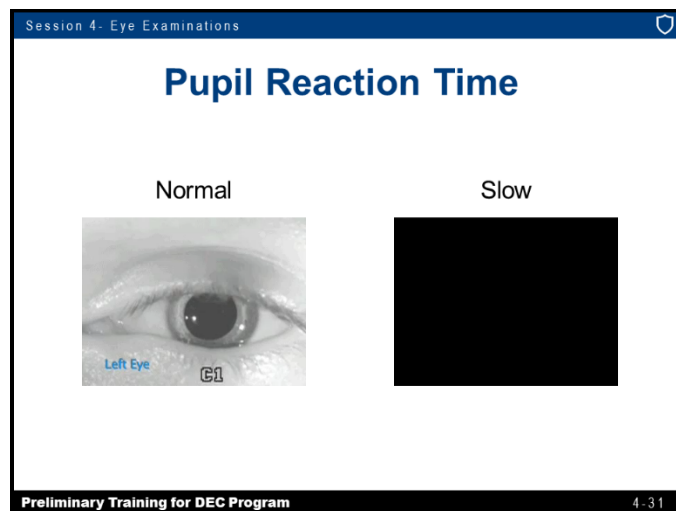 Session 4- Eye Examinations
Pupil Reaction Time
Normal
Slow
Left Eye
C1
Preliminary Training for DEC Program
4-31